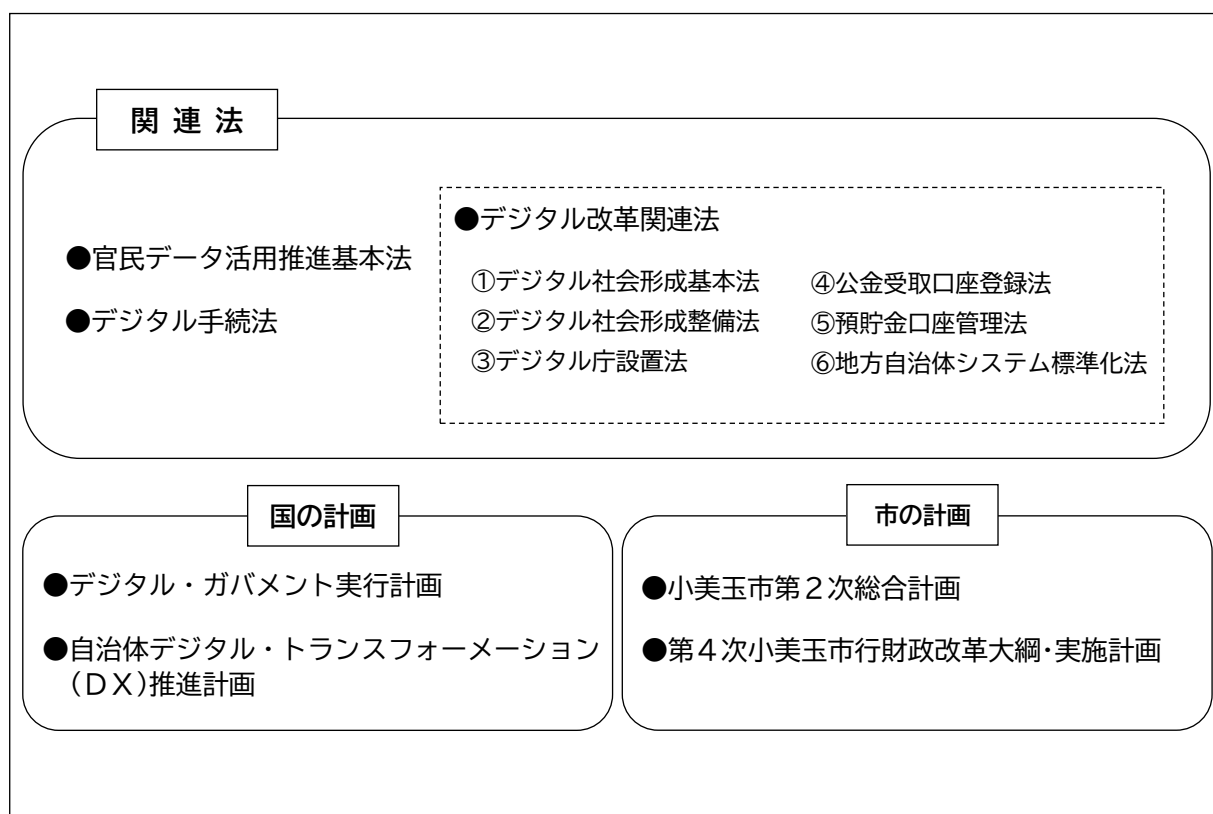 関連法
●官民データ活用推進基本法
●デジタル手続法
●デジタル改革関連法
①デジタル社会形成基本法
②デジタル社会形成整備法
③デジタル庁設置法
④公金受取口座登録法
⑤預貯金口座管理法
⑥地方自治体システム標準化法
国の計画
●デジタル・ガバメント実行計画
●自治体デジタル・トランスフォーメーション
(DX)推進計画
市の計画
●小美玉市第2次総合計画
●第4次小美玉市行財政改革大綱・実施計画